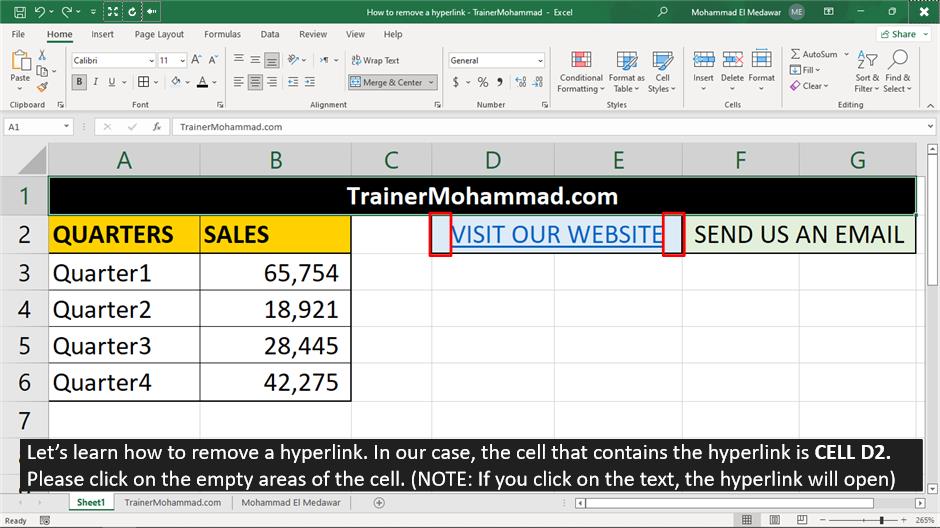 How to remove a hyperlink - TrainerMohammad - Excel
Mohammad El Medawar ME
File Home Insert Page Layout Formulas Data Review View Help Share
Paste
Clipboard
Calibri 11
B I U
Font
Wrap Text
Merge & Center
Alignment
General
$ % ,
Number
Conditional Formatting
Format as Table
Cell Styles
Styles
Insert Delete Format
Cells
AutoSum
Fill
Clear
Sort & Filter
Find & Select
Editing
A1 fx TrainerMohammad.com
A B C D E F G
1 TrainerMohammad.com
2 QUARTERS SALES VISIT OUR WEBSITE SEND US AN EMAIL
3 Quarter1 65,754
4 Quarter2 18,921
5 Quarter3 28,445
6 Quarter4 42,275
7
Let's learn how to remove a hyperlink. In our case, the cell that contains the hyperlink is CELL D2.
Please click on the empty areas of the cell. (NOTE: If you click on the text, the hyperlink will open)
Sheet1 TrainerMohammad.com Mohammad El Medawar
Ready 265%